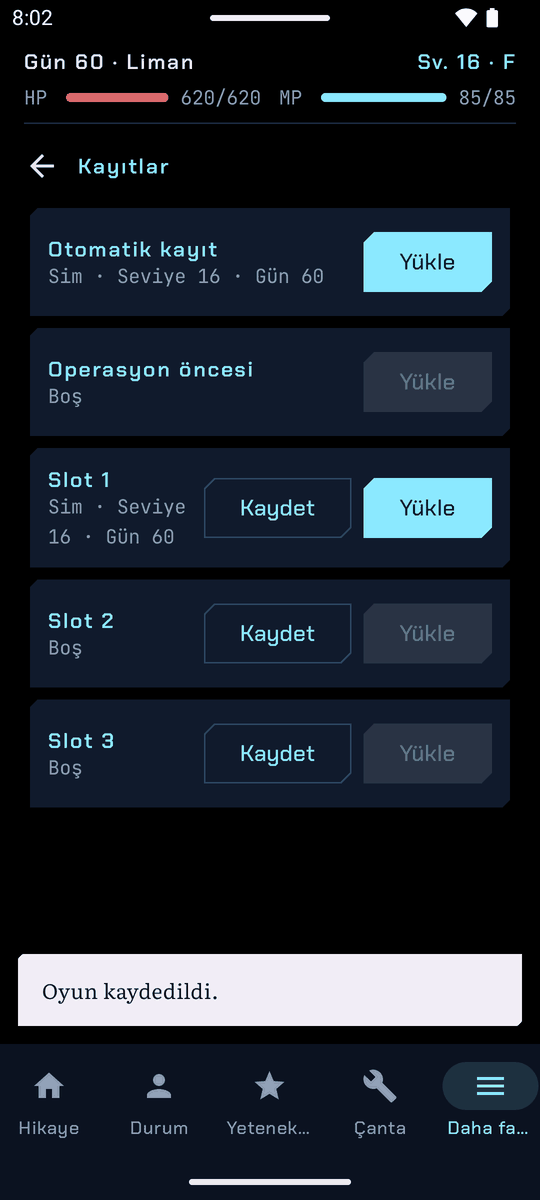 8:02
Gün 60 · Liman
Sv. 16 · F
HP 620/620 MP 85/85
Kayıtlar
Otomatik kayıt
Sim · Seviye 16 · Gün 60
Yükle
Operasyon öncesi
Boş
Yükle
Slot 1
Sim · Seviye
16 · Gün 60
Kaydet
Yükle
Slot 2
Boş
Kaydet
Yükle
Slot 3
Boş
Kaydet
Yükle
Oyun kaydedildi.
Hikaye
Durum
Yetenek...
Çanta
Daha fa...